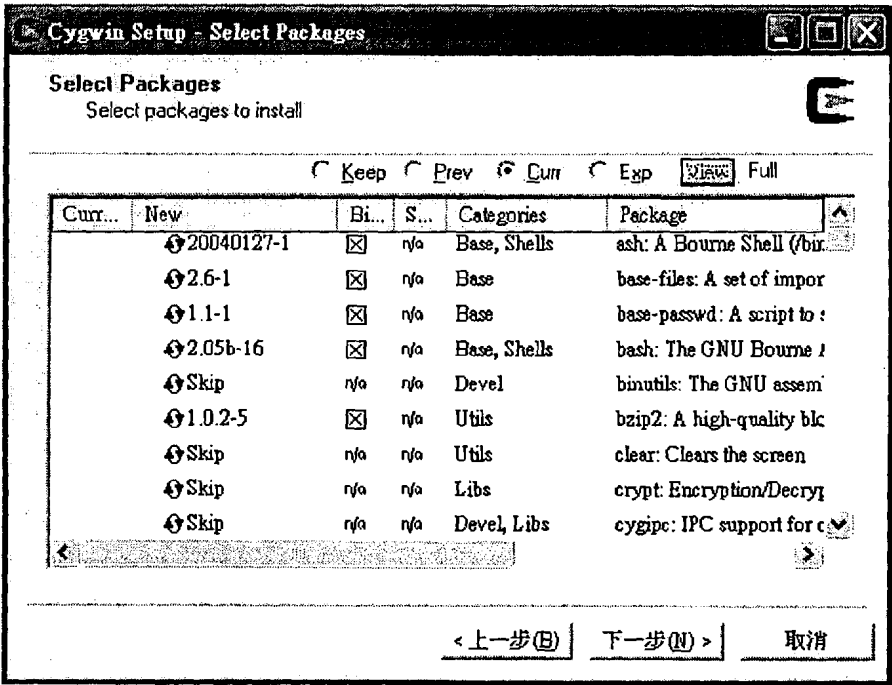 Cygwin Setup - Select Packages
Select Packages
Select packages to install
Keep Prev Curr Exp View Full
Curr... New Bi... S... Categories Package
20040127-1 n/a Base, Shells ash: A Bourne Shell (/bin
2.6-1 n/a Base base-files: A set of impor
1.1-1 n/a Base base-passwd: A script to s
2.05b-16 n/a Base, Shells bash: The GNU Bourne A
Skip n/a n/a Devel binutils: The GNU assem
1.0.2-5 n/a Utils bzip2: A high-quality blc
Skip n/a n/a Utils clear: Clears the screen
Skip n/a n/a Libs crypt: Encryption/Decryp
Skip n/a n/a Devel, Libs cygipc: IPC support for c
<上一步(B) 下一步(N) > 取消